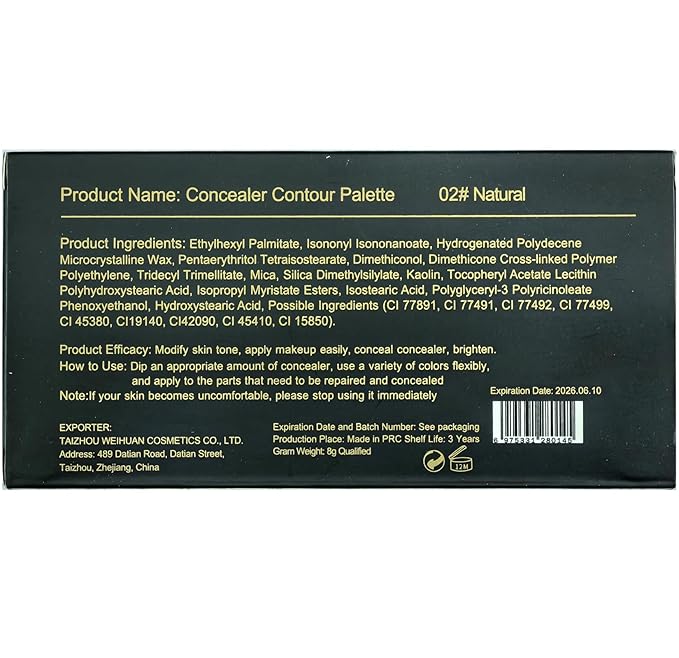 Product Name: Concealer Contour Palette 02# Natural
Product Ingredients: Ethylhexyl Palmitate, Isononyl Isononanoate, Hydrogenated Polydecene
Microcrystalline Wax, Pentaerythritol Tetraisostearate, Dimethiconol, Dimethicone Cross-linked Polymer
Polyethylene, Tridecyl Trimellitate, Mica, Silica Dimethylsilylate, Kaolin, Tocopheryl Acetate Lecithin
Polyhydroxystearic Acid, Isopropyl Myristate Esters, Isostearic Acid, Polyglyceryl-3 Polyricinoleate
Phenoxyethanol, Hydroxystearic Acid, Possible Ingredients (CI 77891, CI 77491, CI 77492, CI 77499,
CI 45380, CI19140, CI42090, CI 45410, CI 15850).
Product Efficacy: Modify skin tone, apply makeup easily, conceal concealer, brighten.
How to Use: Dip an appropriate amount of concealer, use a variety of colors flexibly,
and apply to the parts that need to be repaired and concealed
Note:If your skin becomes uncomfortable, please stop using it immediately
Expiration Date: 2026.06.10
6 975331 280146
EXPORTER:
TAIZHOU WEIHUAN COSMETICS CO., LTD.
Address: 489 Datian Road, Datian Street,
Taizhou, Zhejiang, China
Expiration Date and Batch Number: See packaging
Production Place: Made in PRC Shelf Life: 3 Years
Gram Weight: 8g Qualified
12M